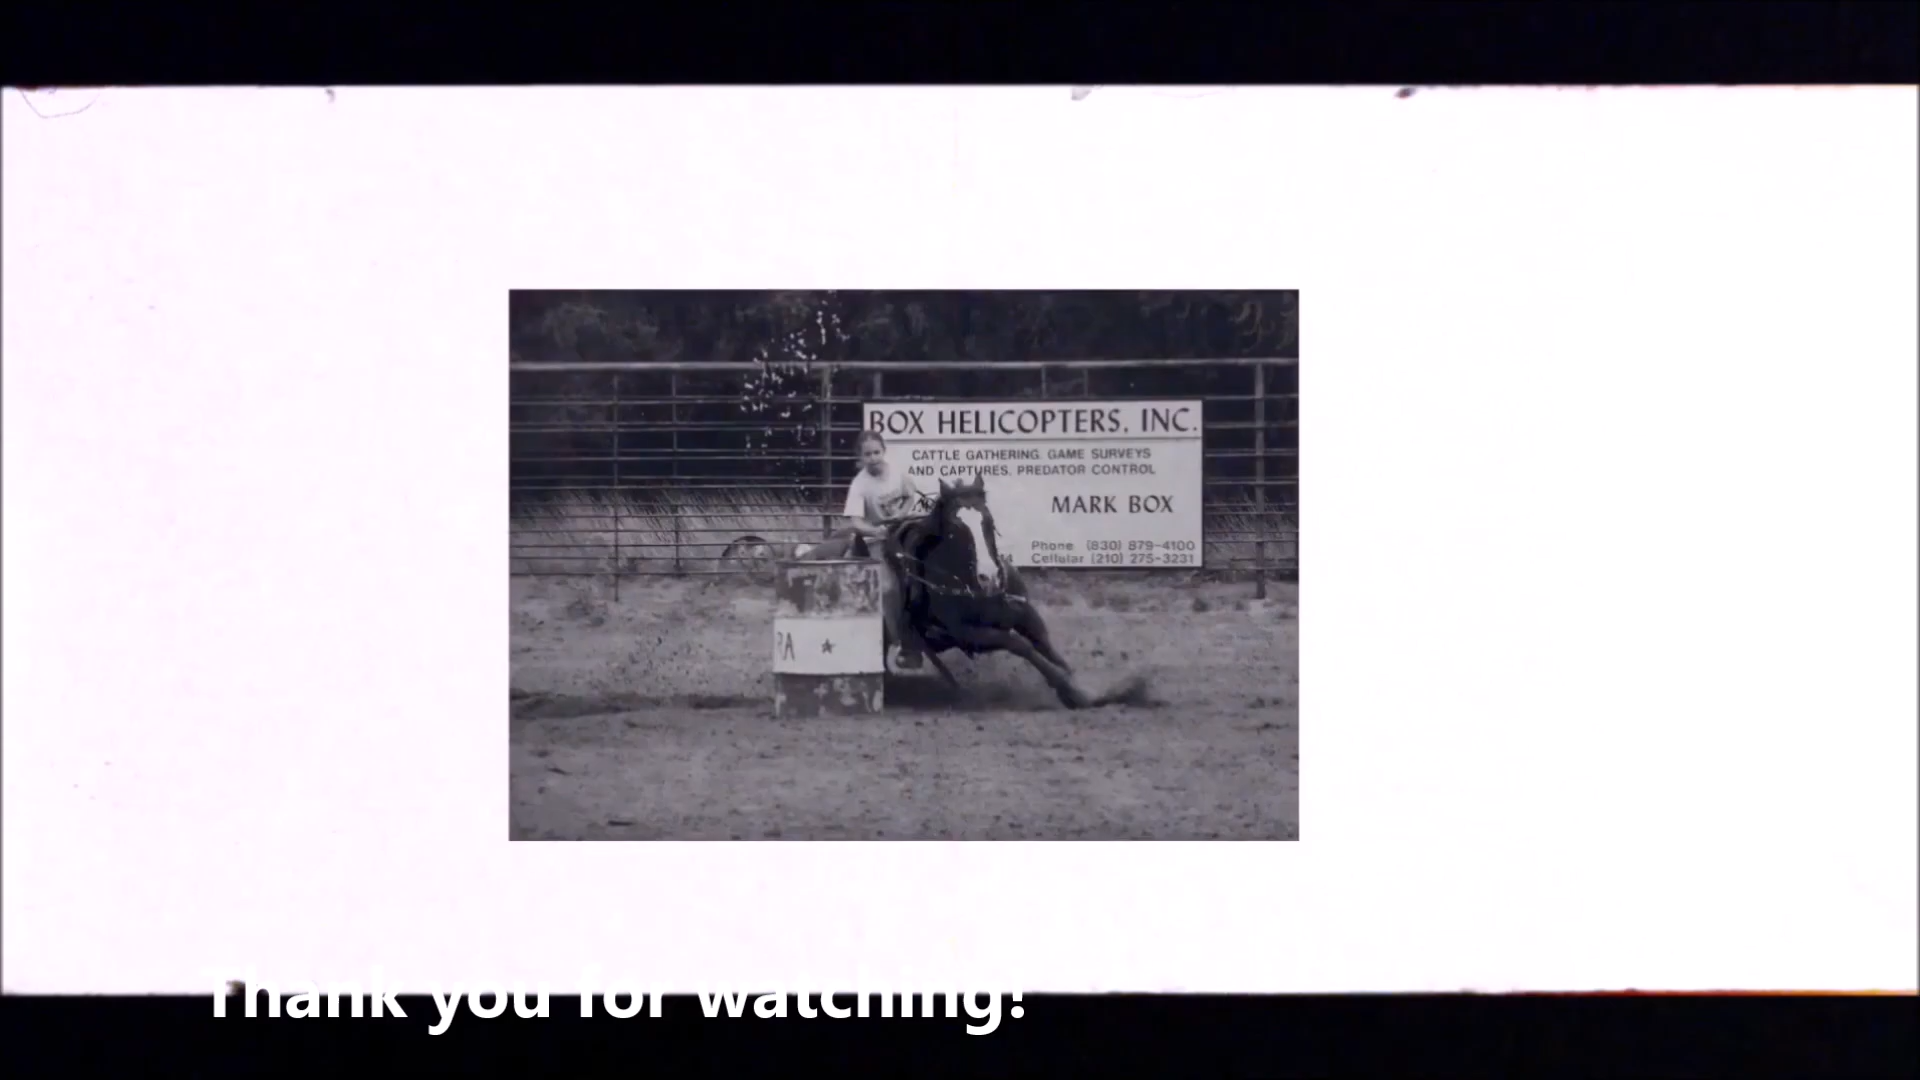 BOX HELICOPTERS, INC.
CATTLE GATHERING, GAME SURVEYS
AND CAPTURES, PREDATOR CONTROL
MARK BOX
Phone (830) 879-4100
Cellular (210) 275-3231
RA
Thank you for watching!